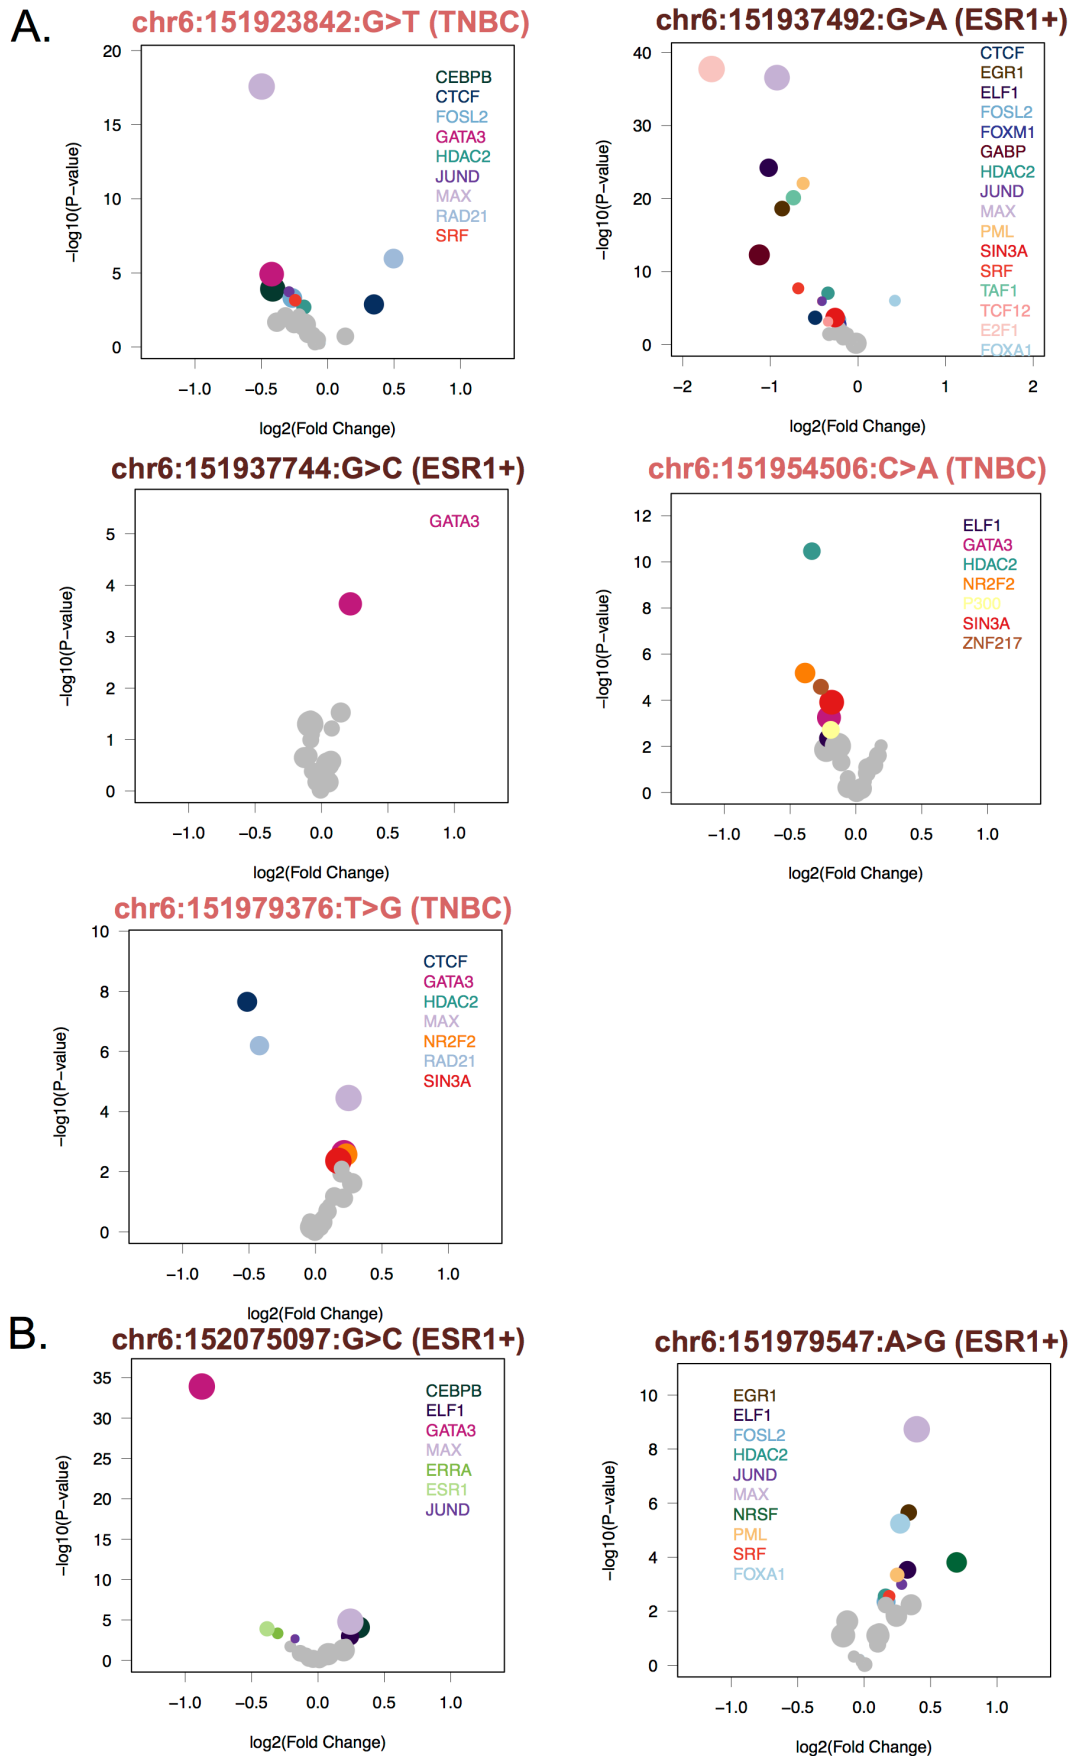 A.
chr6:151923842:G>T (TNBC)
20
15
10
5
0
−log10(P−value)
CEBPB
CTCF
FOSL2
GATA3
HDAC2
JUND
MAX
RAD21
SRF
−1.0 −0.5 0.0 0.5 1.0
log2(Fold Change)
chr6:151937492:G>A (ESR1+)
40
30
20
10
0
−log10(P−value)
CTCF
EGR1
ELF1
FOSL2
FOXM1
GABP
HDAC2
JUND
MAX
PML
SIN3A
SRF
TAF1
TCF12
E2F1
FOXA1
−2 −1 0 1 2
log2(Fold Change)
chr6:151937744:G>C (ESR1+)
5
4
3
2
1
0
−log10(P−value)
GATA3
−1.0 −0.5 0.0 0.5 1.0
log2(Fold Change)
chr6:151954506:C>A (TNBC)
12
10
8
6
4
2
0
−log10(P−value)
ELF1
GATA3
HDAC2
NR2F2
P300
SIN3A
ZNF217
−1.0 −0.5 0.0 0.5 1.0
log2(Fold Change)
chr6:151979376:T>G (TNBC)
10
8
6
4
2
0
−log10(P−value)
CTCF
GATA3
HDAC2
MAX
NR2F2
RAD21
SIN3A
−1.0 −0.5 0.0 0.5 1.0
log2(Fold Change)
B.
chr6:152075097:G>C (ESR1+)
35
30
25
20
15
10
5
0
−log10(P−value)
CEBPB
ELF1
GATA3
MAX
ERRA
ESR1
JUND
−1.0 −0.5 0.0 0.5 1.0
log2(Fold Change)
chr6:151979547:A>G (ESR1+)
10
8
6
4
2
0
−log10(P−value)
EGR1
ELF1
FOSL2
HDAC2
JUND
MAX
NRSF
PML
SRF
FOXA1
−1.0 −0.5 0.0 0.5 1.0
log2(Fold Change)